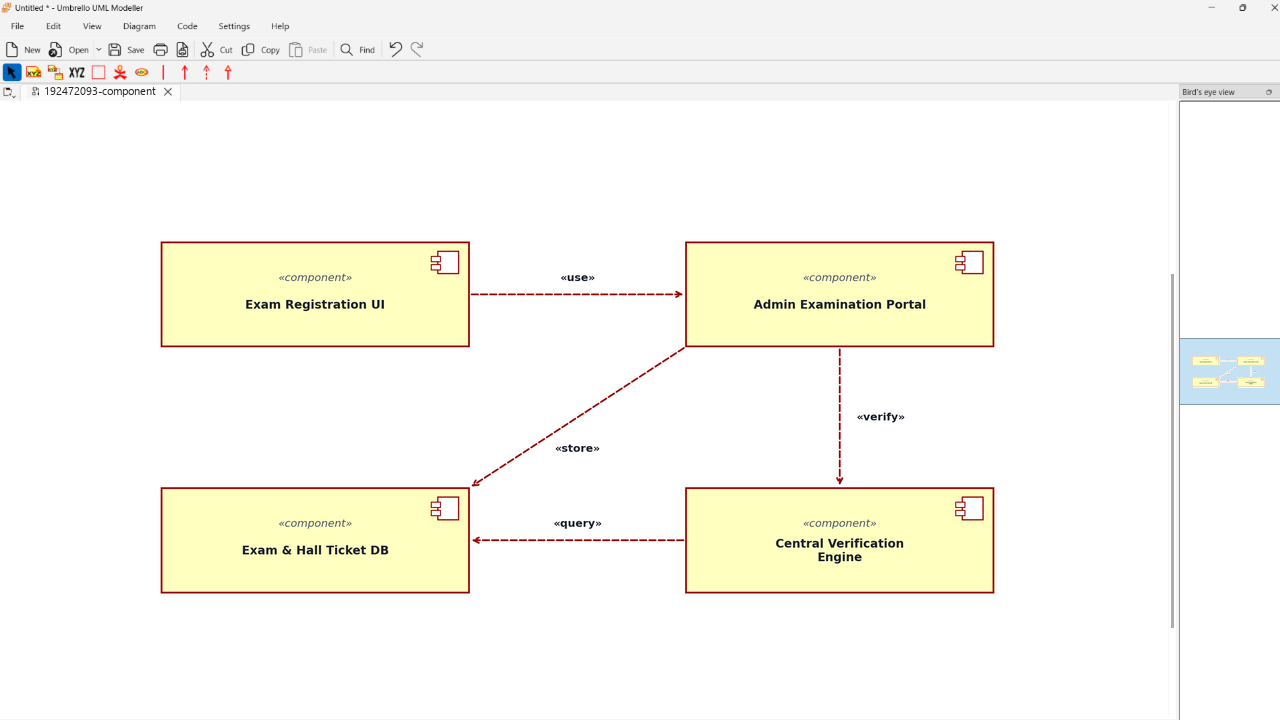 Untitled * - Umbrello UML Modeller
File Edit View Diagram Code Settings Help
New Open Save Cut Copy Paste Find
XYZ
192472093-component
Bird's eye view
«component»
Exam Registration UI
«use»
«component»
Admin Examination Portal
«verify»
«store»
«component»
Exam & Hall Ticket DB
«query»
«component»
Central Verification
Engine